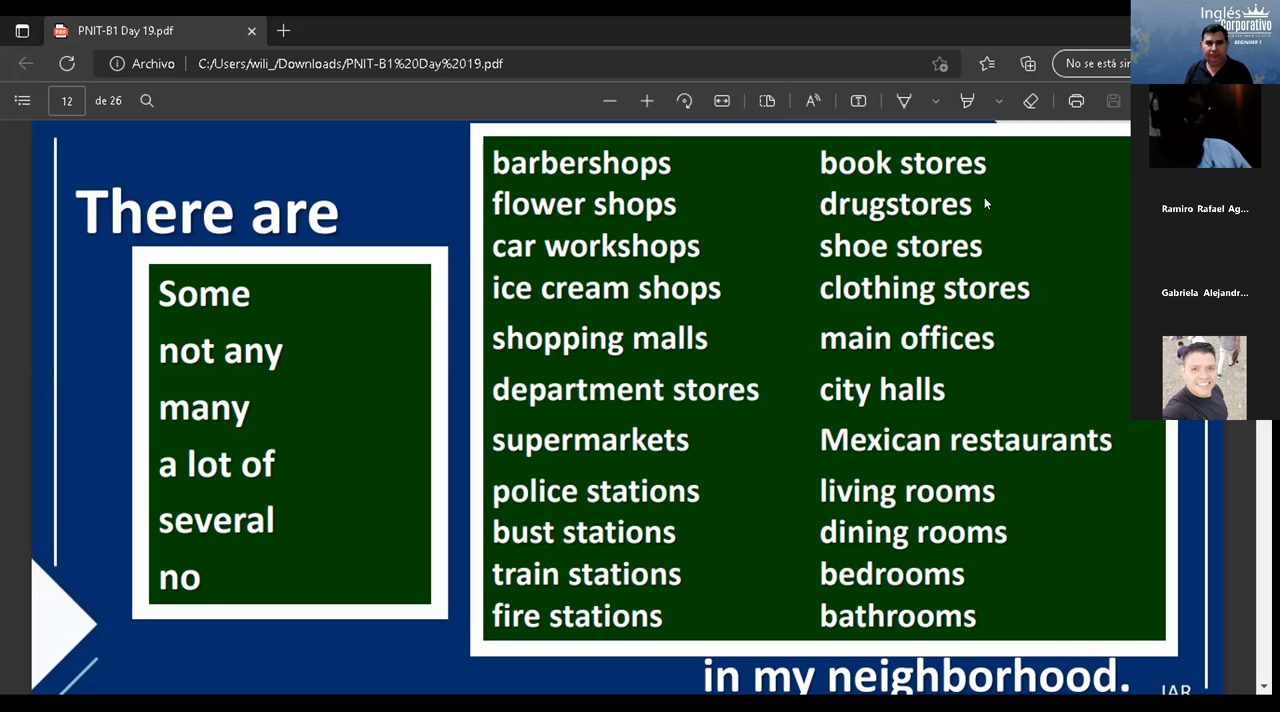 PNIT-B1 Day 19.pdf
Archivo
C:/Users/wili_/Downloads/PNIT-B1%20Day%2019.pdf
No se está sin
12
de 26
Inglés
Corporativo
BEGINNER 1
Ramiro Rafael Ag...
Gabriela Alejandr...
There are
Some
not any
many
a lot of
several
no
barbershops
flower shops
car workshops
ice cream shops
shopping malls
department stores
supermarkets
police stations
bust stations
train stations
fire stations
book stores
drugstores
shoe stores
clothing stores
main offices
city halls
Mexican restaurants
living rooms
dining rooms
bedrooms
bathrooms
in my neighborhood.